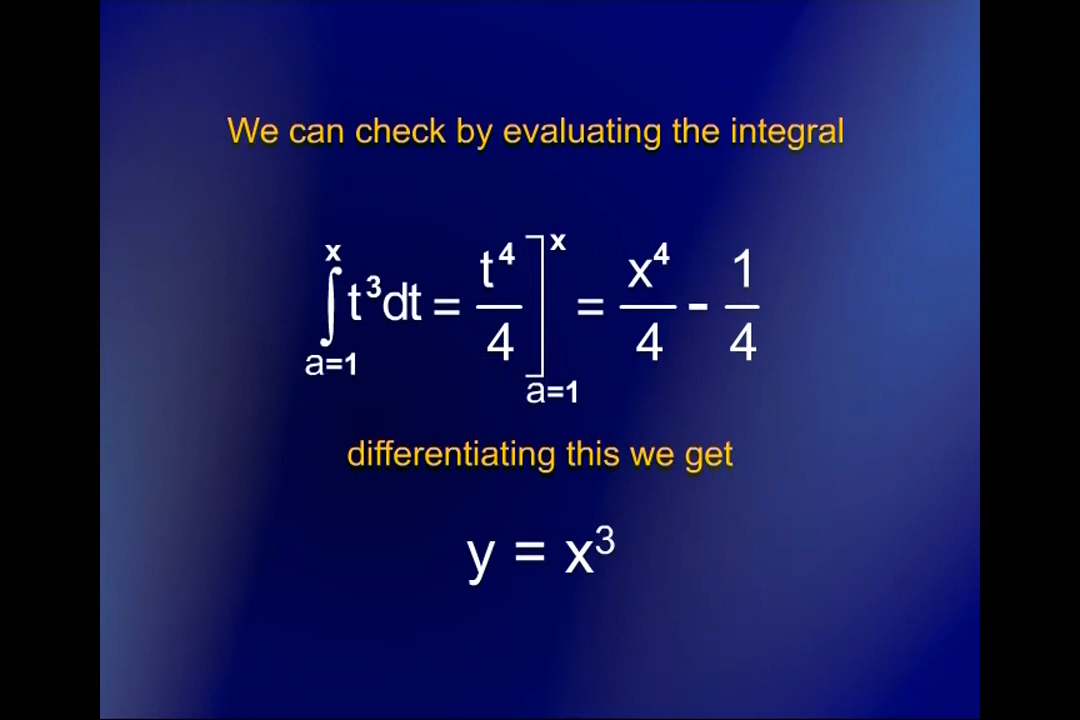 We can check by evaluating the integral
∫ₐ₌₁ˣ t³dt = t⁴/4 ]ₐ₌₁ˣ = x⁴/4 - 1/4
differentiating this we get
y = x³